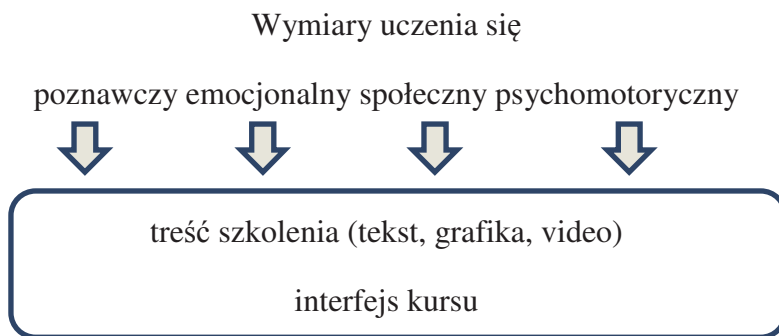 Wymiary uczenia się
poznawczy emocjonalny społeczny psychomotoryczny
treść szkolenia (tekst, grafika, video)
interfejs kursu